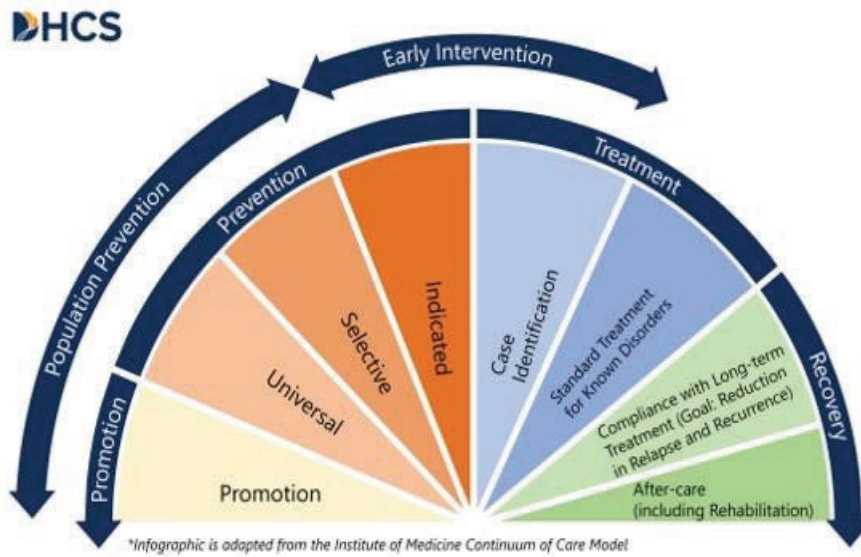 DHCS
Early Intervention
Population Prevention
Prevention
Treatment
Promotion
Recovery
Promotion
Universal
Selective
Indicated
Case
Identification
Standard Treatment
for Known Disorders
Compliance with Long-term
Treatment (Goal: Reduction
in Relapse and Recurrence)
After-care
(including Rehabilitation)
*Infographic is adapted from the Institute of Medicine Continuum of Care Model